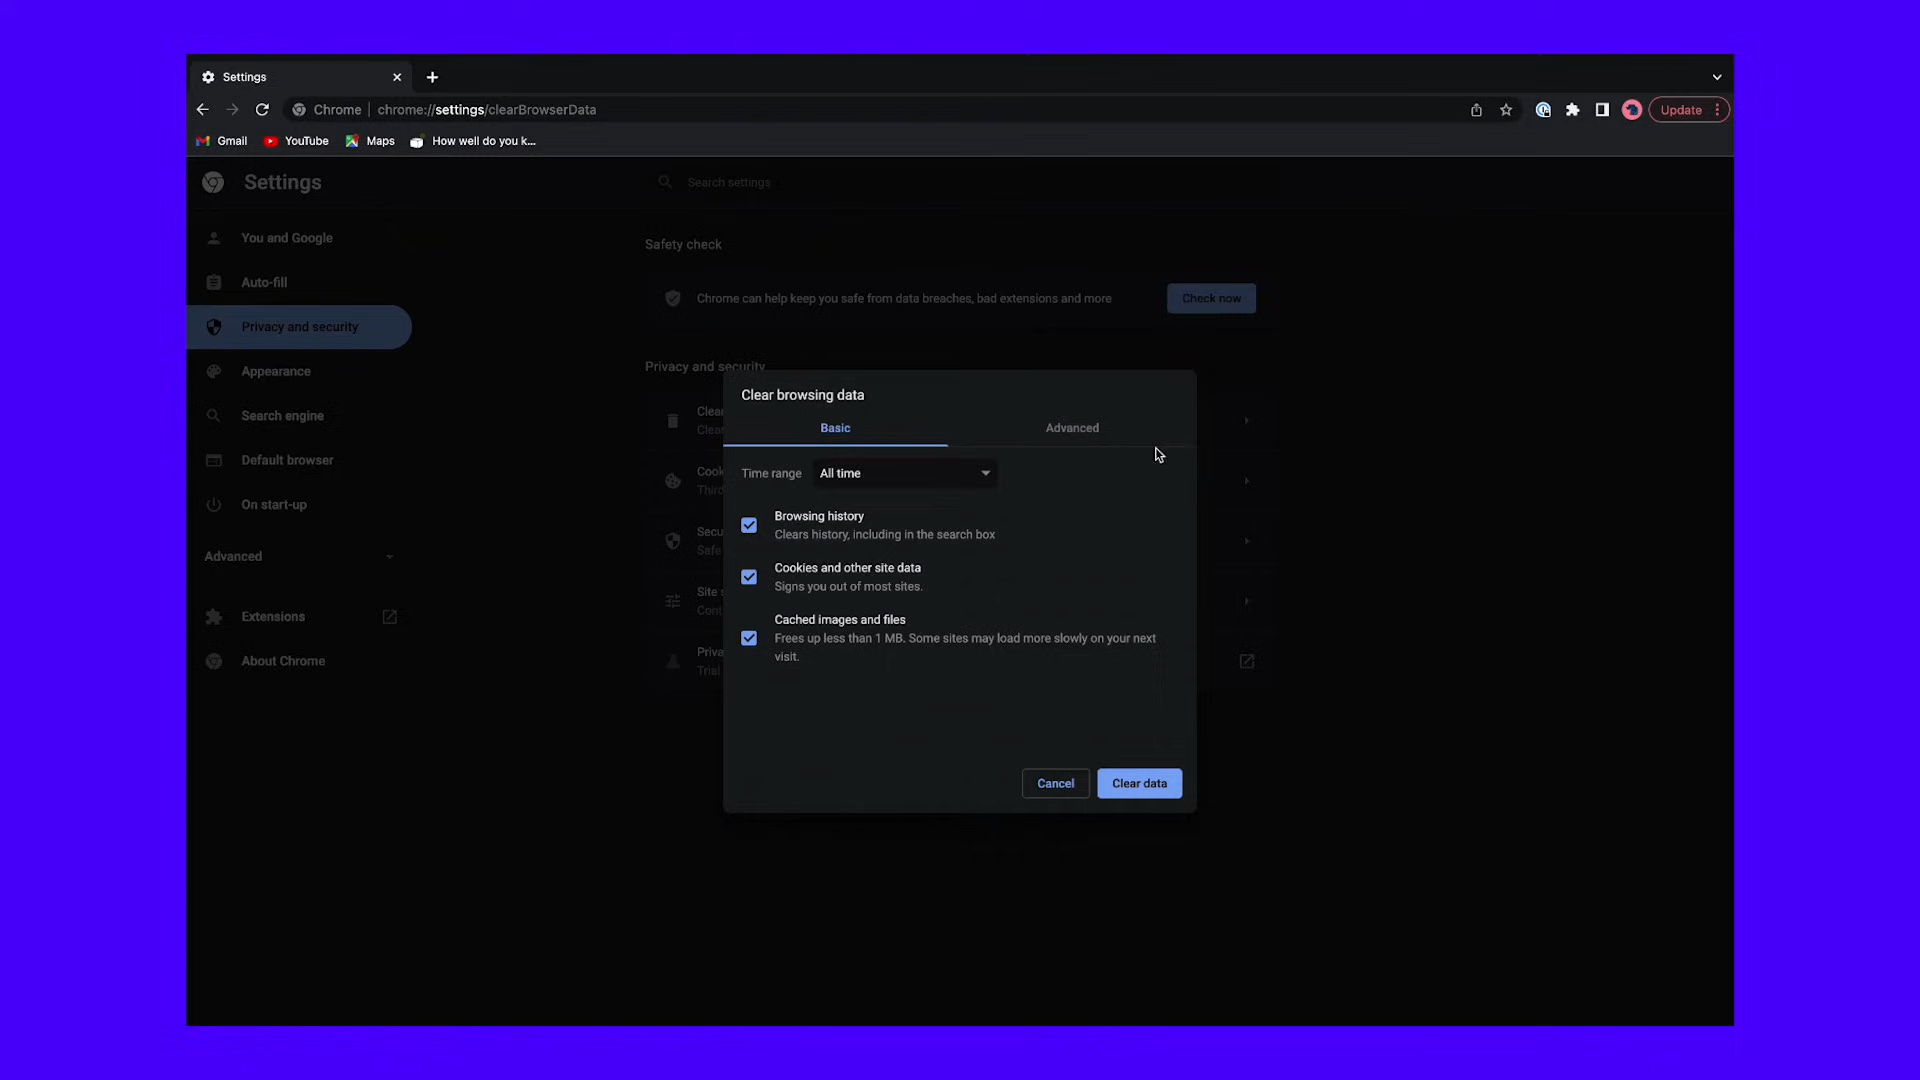 Settings
Chrome | chrome://settings/clearBrowserData
Update
Gmail
YouTube
Maps
How well do you k...
Settings
Search settings
You and Google
Auto-fill
Privacy and security
Appearance
Search engine
Default browser
On start-up
Advanced
Extensions
About Chrome
Safety check
Chrome can help keep you safe from data breaches, bad extensions and more
Check now
Privacy and security
Clear browsing data
Basic
Advanced
Time range
All time
Browsing history
Clears history, including in the search box
Cookies and other site data
Signs you out of most sites.
Cached images and files
Frees up less than 1 MB. Some sites may load more slowly on your next
visit.
Cancel
Clear data